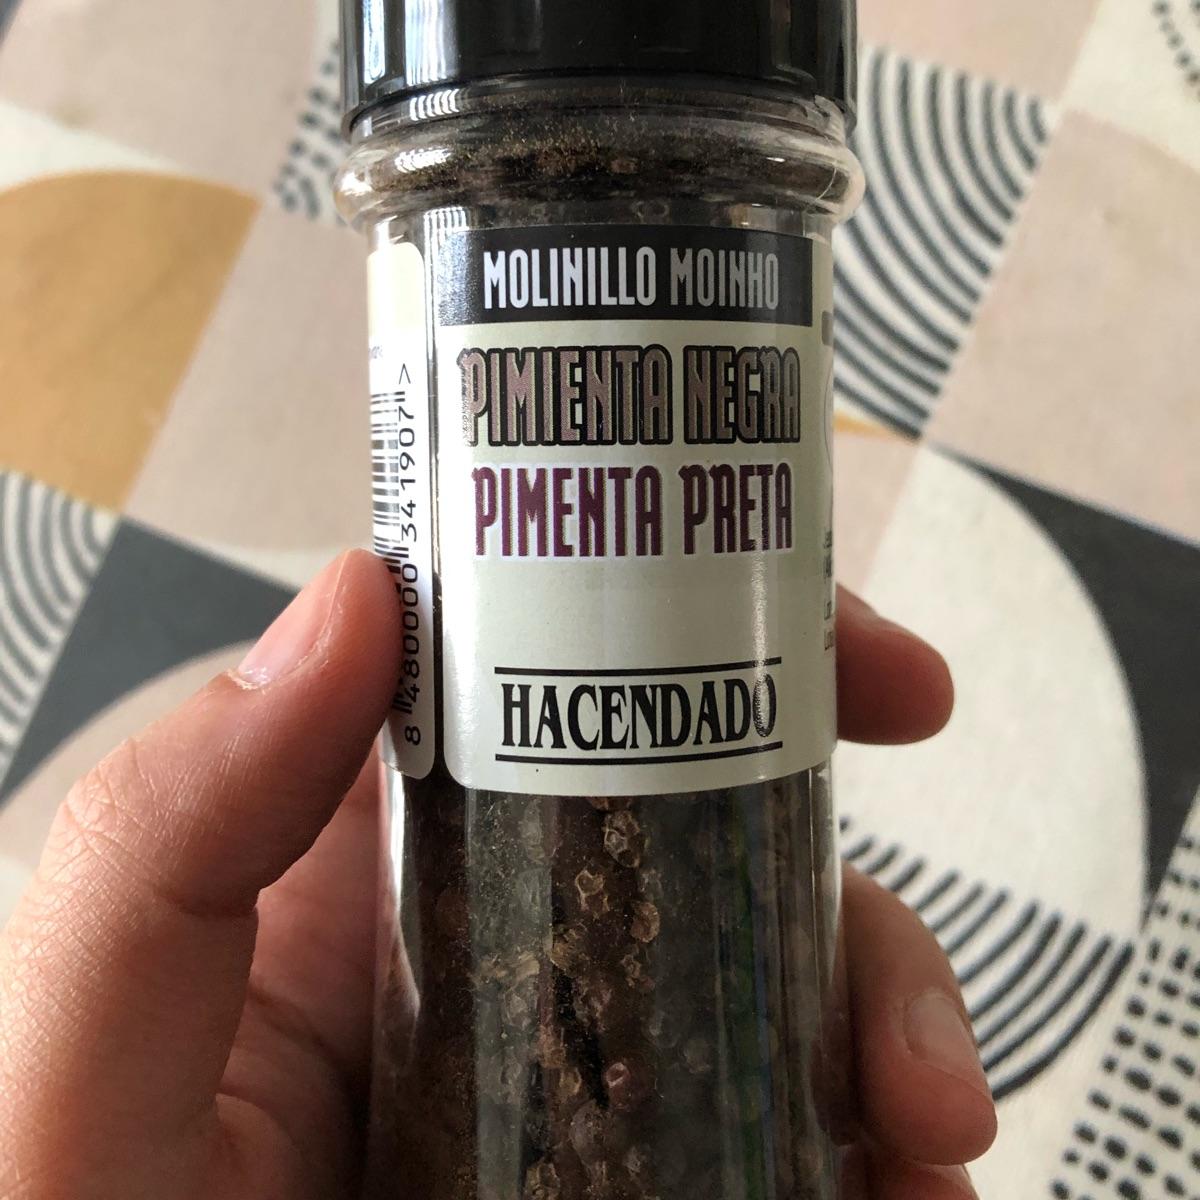 MOLINILLO MOINHO
PIMIENTA NEGRA
PIMENTA PRETA
HACENDADO
8 480000 341907 >